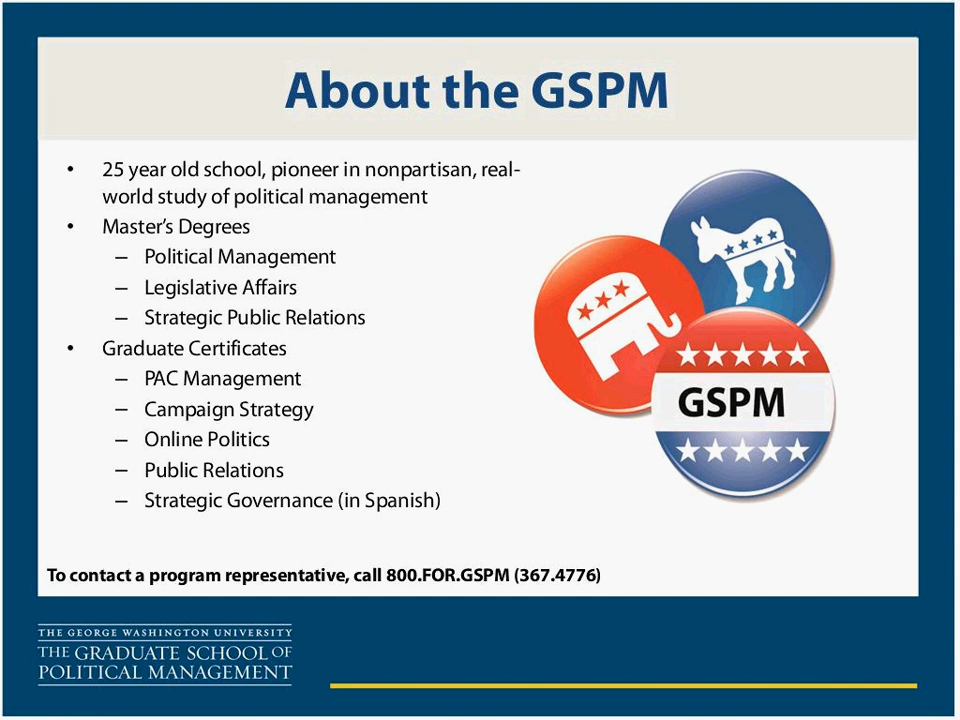 About the GSPM
• 25 year old school, pioneer in nonpartisan, real-
world study of political management
• Master's Degrees
– Political Management
– Legislative Affairs
– Strategic Public Relations
• Graduate Certificates
– PAC Management
– Campaign Strategy
– Online Politics
– Public Relations
– Strategic Governance (in Spanish)
GSPM
To contact a program representative, call 800.FOR.GSPM (367.4776)
THE GEORGE WASHINGTON UNIVERSITY
THE GRADUATE SCHOOL OF
POLITICAL MANAGEMENT